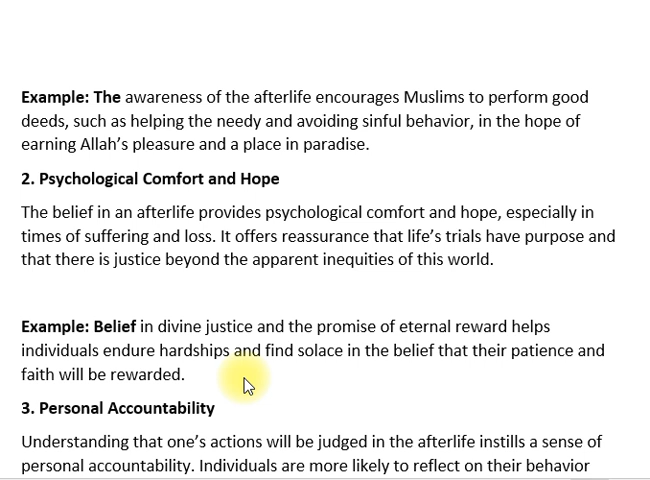 Example: The awareness of the afterlife encourages Muslims to perform good
deeds, such as helping the needy and avoiding sinful behavior, in the hope of
earning Allah’s pleasure and a place in paradise.
2. Psychological Comfort and Hope
The belief in an afterlife provides psychological comfort and hope, especially in
times of suffering and loss. It offers reassurance that life’s trials have purpose and
that there is justice beyond the apparent inequities of this world.
Example: Belief in divine justice and the promise of eternal reward helps
individuals endure hardships and find solace in the belief that their patience and
faith will be rewarded.
3. Personal Accountability
Understanding that one’s actions will be judged in the afterlife instills a sense of
personal accountability. Individuals are more likely to reflect on their behavior